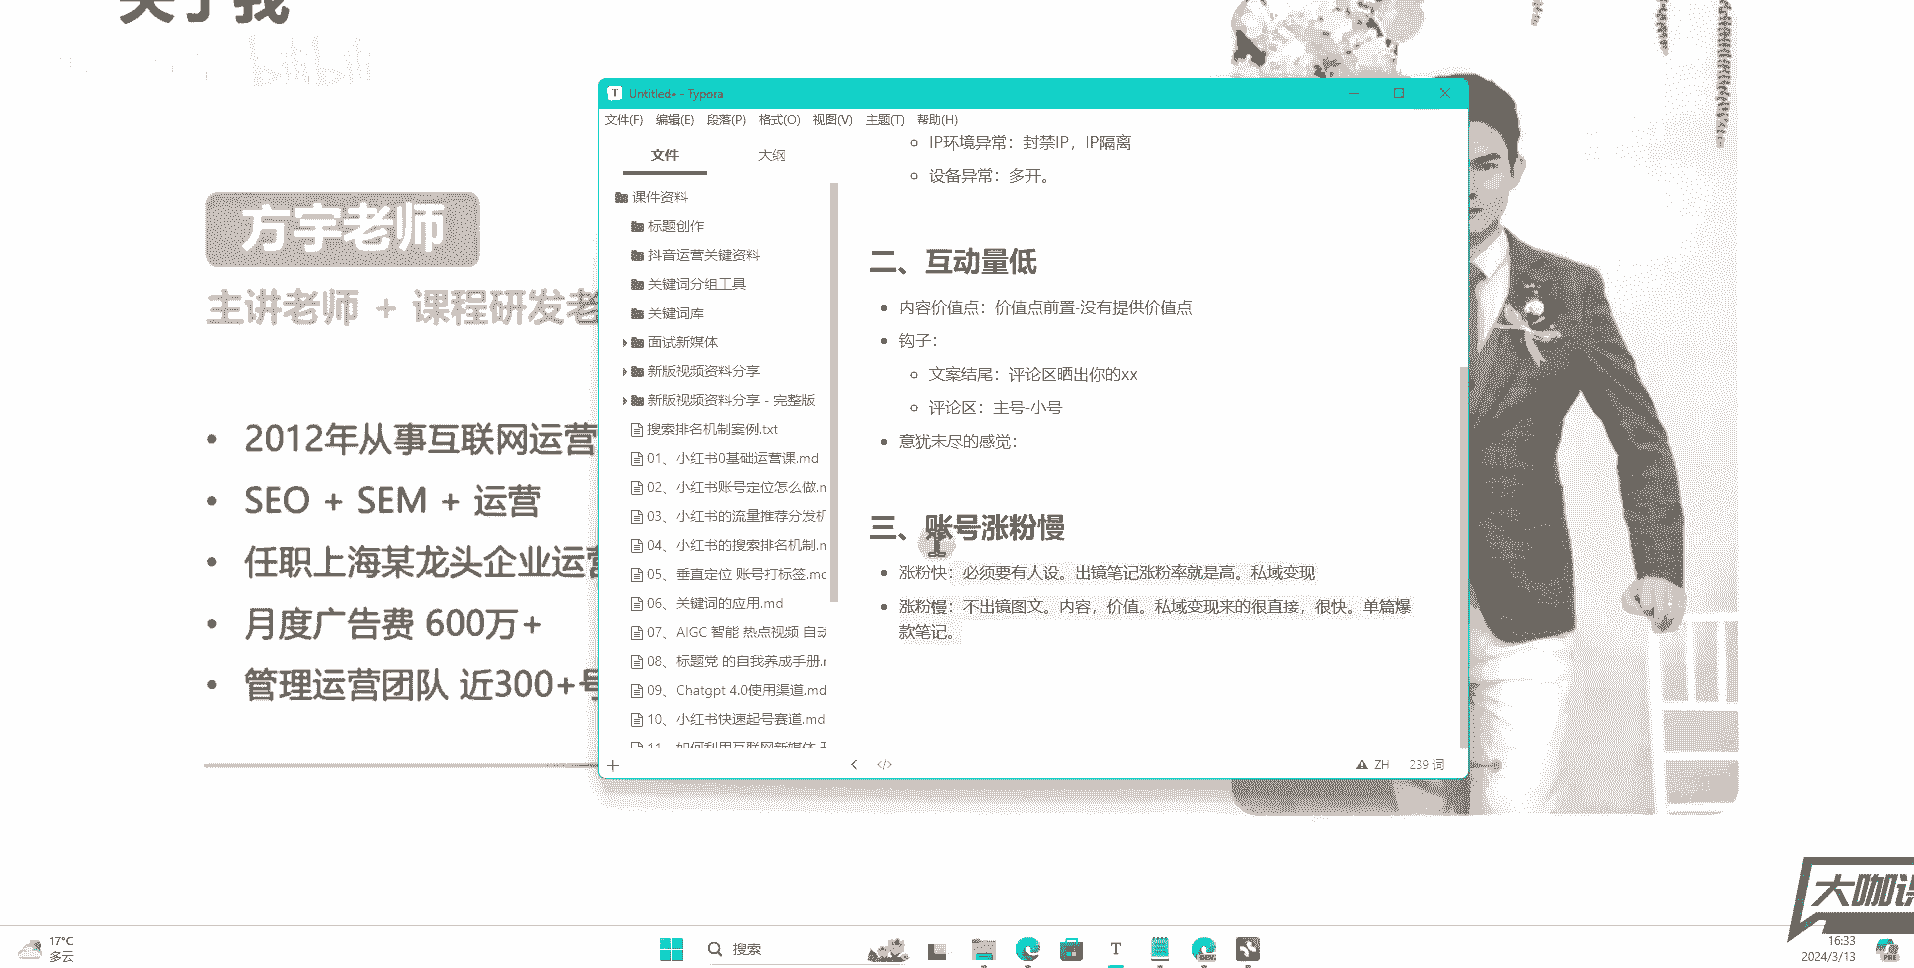 关于我
bilibili
方宇老师
主讲老师 + 课程研发老
2012年从事互联网运营
SEO + SEM + 运营
任职上海某龙头企业运营
月度广告费 600万+
管理运营团队 近300+号
Untitled• - Typora
文件(F) 编辑(E) 段落(P) 格式(O) 视图(V) 主题(T) 帮助(H)
文件 大纲
课件资料
标题创作
抖音运营关键资料
关键词分组工具
关键词库
面试新媒体
新版视频资料分享
新版视频资料分享 - 完整版
搜索排名机制案例.txt
01、小红书0基础运营课.md
02、小红书账号定位怎么做.m
03、小红书的流量推荐分发机
04、小红书的搜索排名机制.m
05、垂直定位 账号打标签.md
06、关键词的应用.md
07、AIGC 智能 热点视频 自动
08、标题党 的自我养成手册.m
09、Chatgpt 4.0使用渠道.md
10、小红书快速起号赛道.md
11、如何利用互联网新媒体
IP环境异常：封禁IP，IP隔离
设备异常：多开。
二、互动量低
内容价值点：价值点前置-没有提供价值点
钩子：
文案结尾：评论区晒出你的xx
评论区：主号-小号
意犹未尽的感觉：
三、账号涨粉慢
涨粉快：必须要有人设。出镜笔记涨粉率就是高。私域变现
涨粉慢：不出镜图文。内容，价值。私域变现来的很直接，很快。单篇爆
款笔记。
ZH 239 词
大咖课
17°C
多云
搜索
16:33
2024/3/13